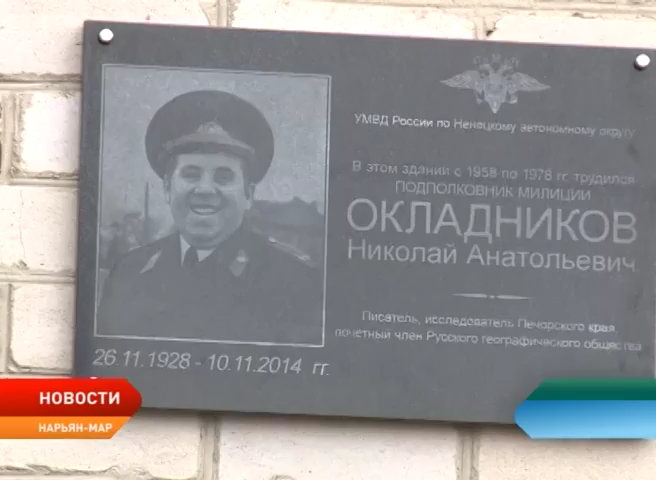 УМВД России по Ненецкому автономному округу
В этом здании с 1958 по 1978 гг. трудился
ПОДПОЛКОВНИК МИЛИЦИИ
ОКЛАДНИКОВ
Николай Анатольевич
Писатель, исследователь Печорского края,
почётный член Русского географического общества
26.11.1928 - 10.11.2014 гг.
НОВОСТИ
НАРЬЯН-МАР